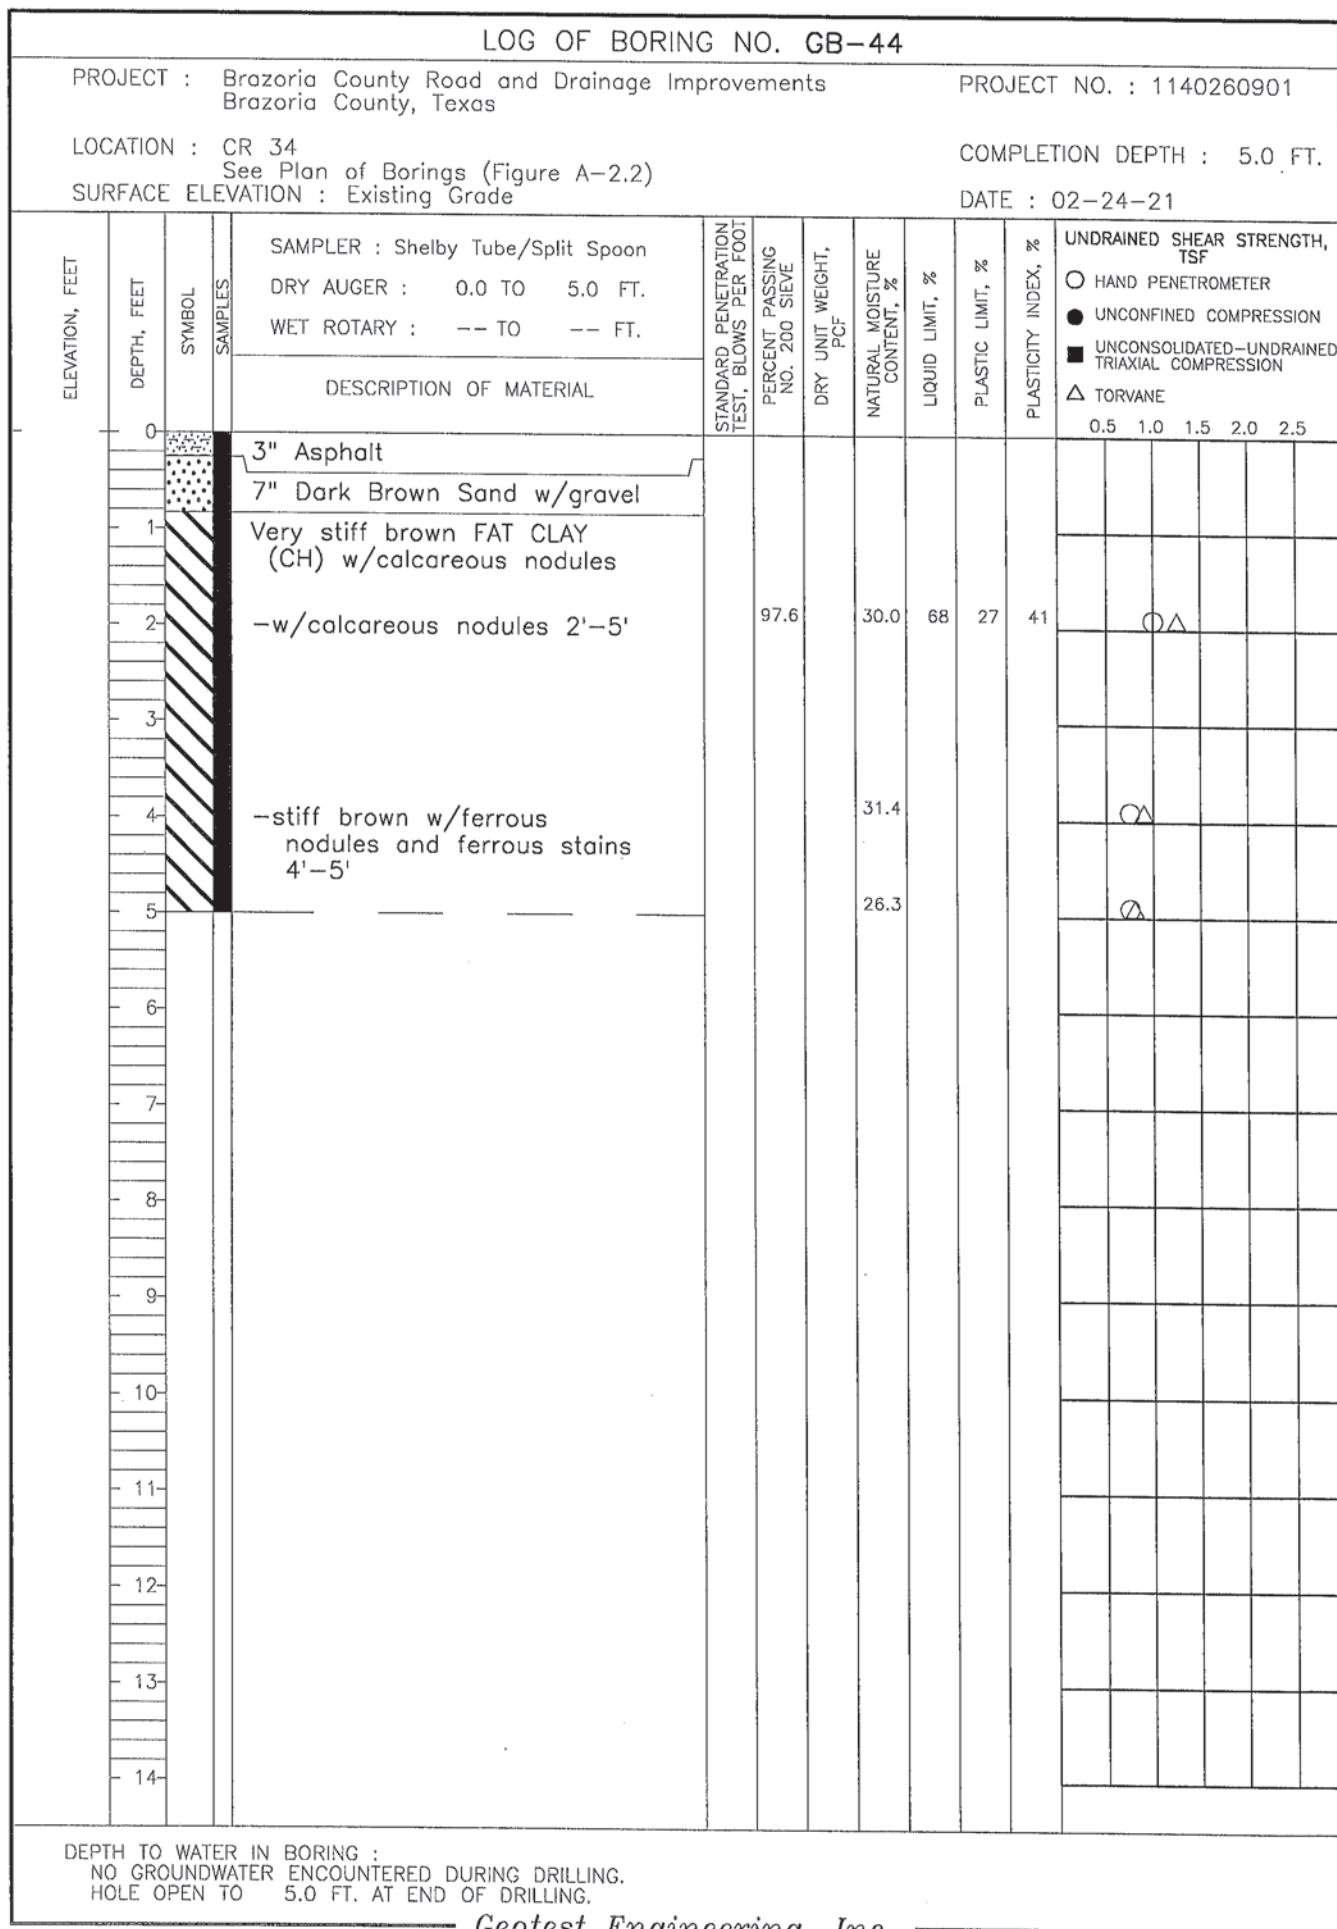 LOG OF BORING NO. GB-44
PROJECT : Brazoria County Road and Drainage Improvements
Brazoria County, Texas
PROJECT NO. : 1140260901
LOCATION : CR 34
See Plan of Borings (Figure A-2.2)
COMPLETION DEPTH : 5.0 FT.
SURFACE ELEVATION : Existing Grade
DATE : 02-24-21
ELEVATION, FEET
DEPTH, FEET
SYMBOL
SAMPLES
SAMPLER : Shelby Tube/Split Spoon
DRY AUGER : 0.0 TO 5.0 FT.
WET ROTARY : -- TO -- FT.
DESCRIPTION OF MATERIAL
STANDARD PENETRATION
TEST, BLOWS PER FOOT
PERCENT PASSING
NO. 200 SIEVE
DRY UNIT WEIGHT,
PCF
NATURAL MOISTURE
CONTENT, %
LIQUID LIMIT, %
PLASTIC LIMIT, %
PLASTICITY INDEX, %
UNDRAINED SHEAR STRENGTH,
TSF
HAND PENETROMETER
UNCONFINED COMPRESSION
UNCONSOLIDATED-UNDRAINED
TRIAXIAL COMPRESSION
TORVANE
0.5 1.0 1.5 2.0 2.5
0
3" Asphalt
7" Dark Brown Sand w/gravel
1
Very stiff brown FAT CLAY
(CH) w/calcareous nodules
2
-w/calcareous nodules 2'-5'
97.6 30.0 68 27 41
3
4
-stiff brown w/ferrous
nodules and ferrous stains
4'-5'
31.4
5
26.3
6
7
8
9
10
11
12
13
14
DEPTH TO WATER IN BORING :
NO GROUNDWATER ENCOUNTERED DURING DRILLING.
HOLE OPEN TO 5.0 FT. AT END OF DRILLING.
Geotest Engineering, Inc.